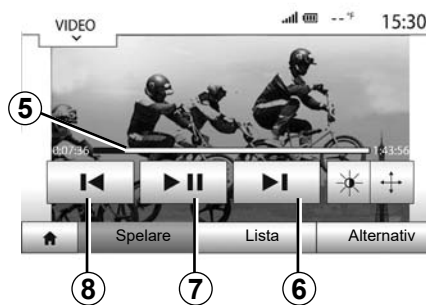 VIDEO -- °F 15:30
5
0:07:36 1:43:56
Spelare Lista Alternativ
8 7 6